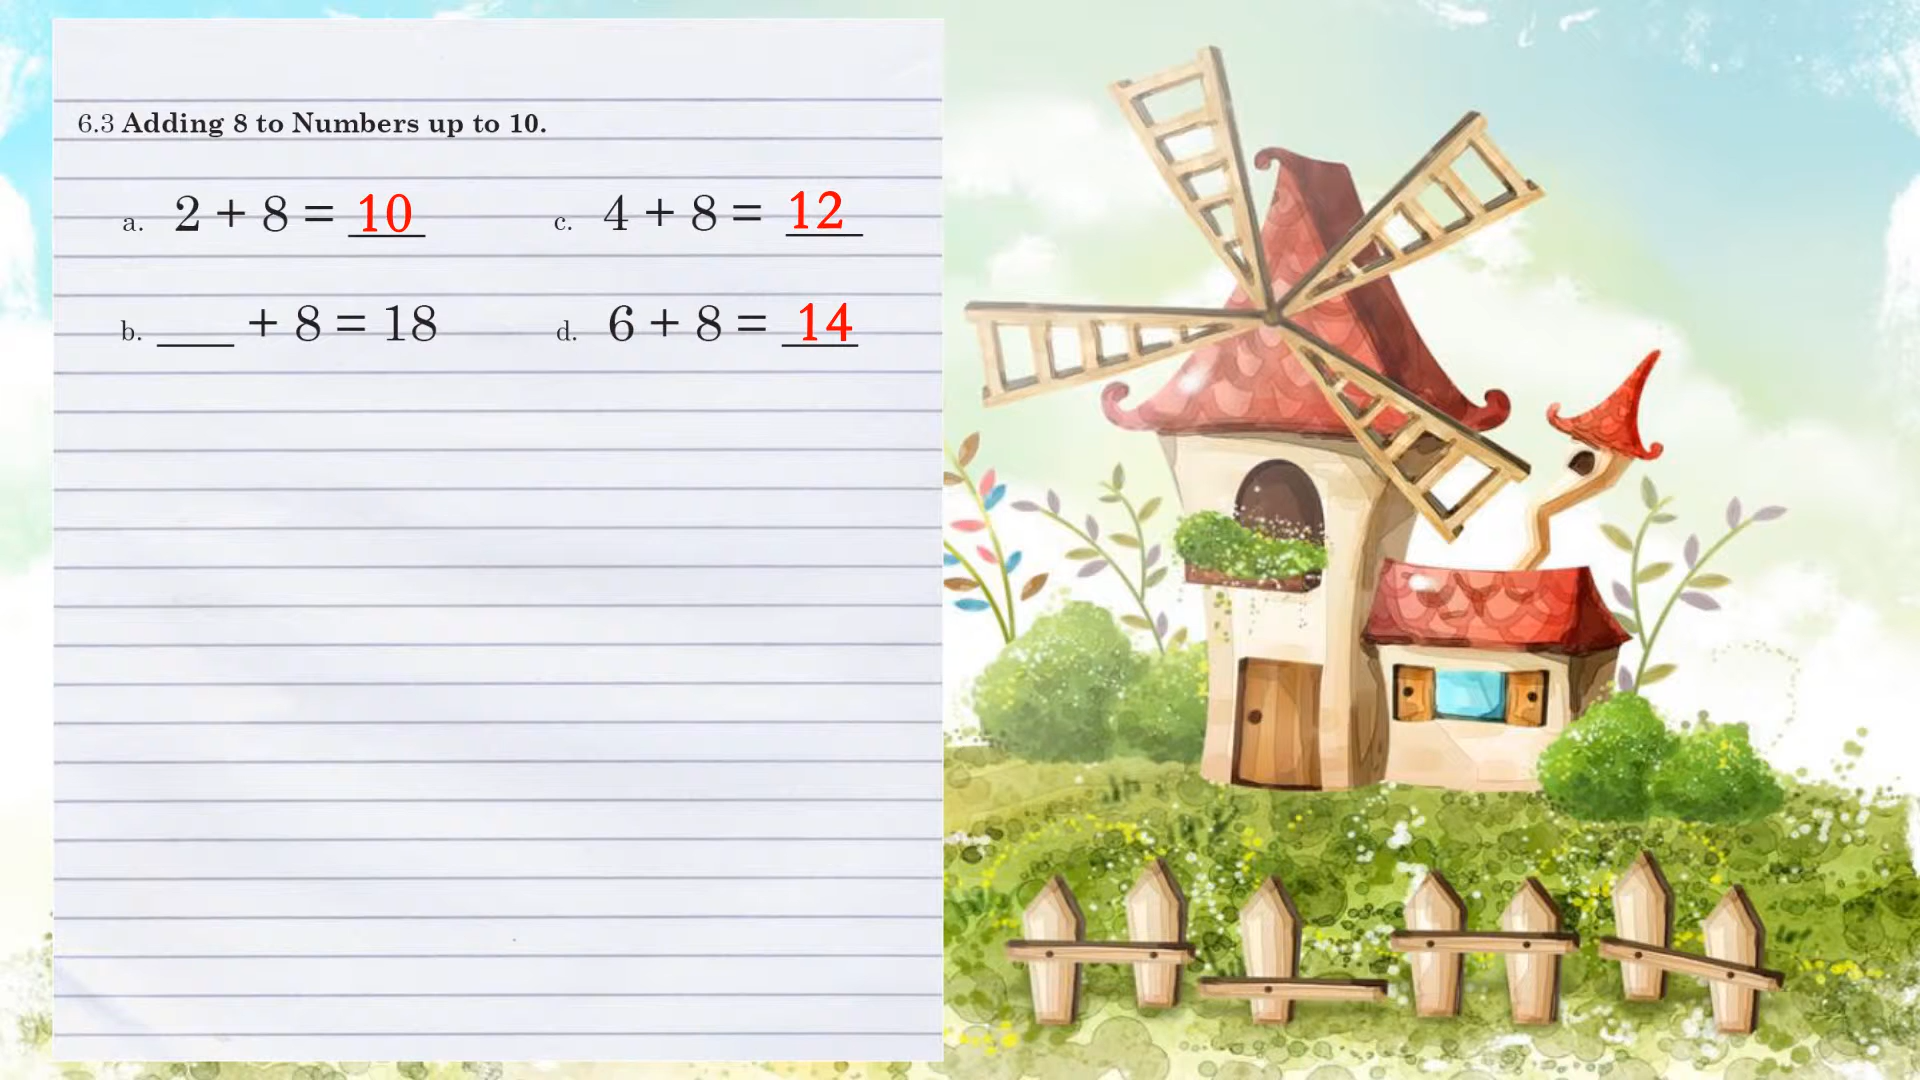 6.3 Adding 8 to Numbers up to 10.
a. 2 + 8 = 10
c. 4 + 8 = 12
b. ___ + 8 = 18
d. 6 + 8 = 14